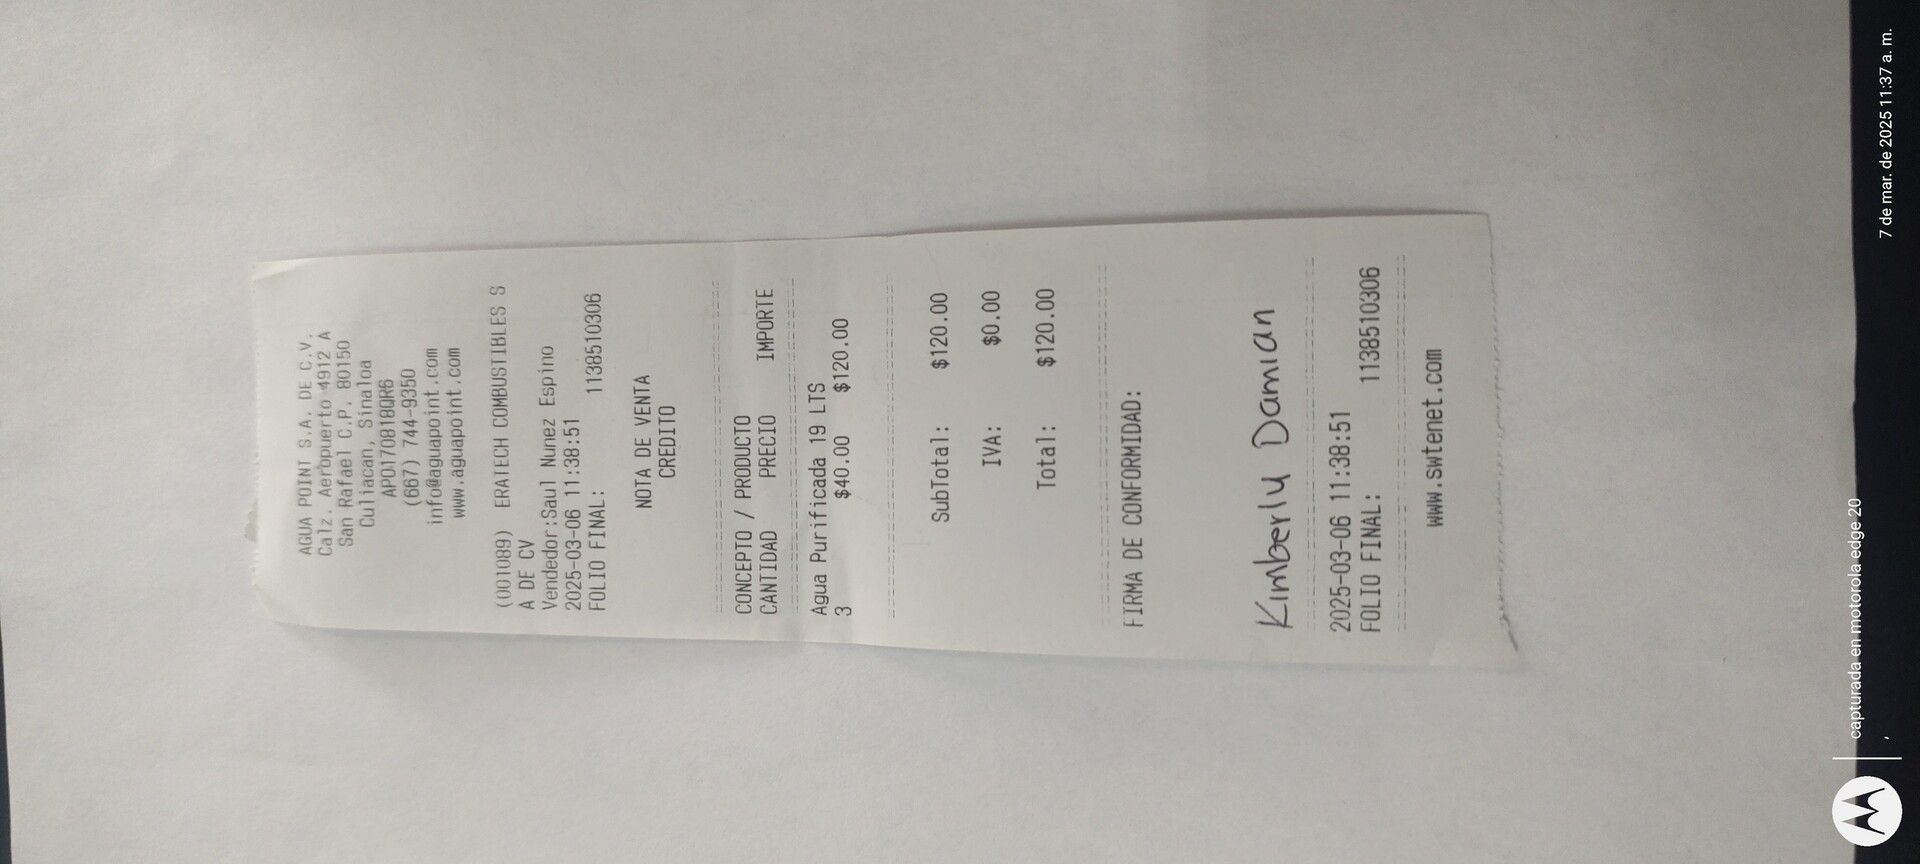 AGUA POINT S.A. DE C.V.
Calz. Aeropuerto 4912 A
San Rafael C.P. 80150
Culiacan, Sinaloa
APO170818QR6
(667) 744-9350
info@aguapoint.com
www.aguapoint.com
(001089) ERATECH COMBUSTIBLES S
A DE CV
Vendedor:Saul Nunez Espino
2025-03-06 11:38:51
FOLIO FINAL: 1138510306
NOTA DE VENTA
CREDITO
CONCEPTO / PRODUCTO
CANTIDAD PRECIO IMPORTE
Agua Purificada 19 LTS
3 $40.00 $120.00
SubTotal: $120.00
IVA: $0.00
Total: $120.00
FIRMA DE CONFORMIDAD:
Kimberly Damian
2025-03-06 11:38:51
FOLIO FINAL: 1138510306
www.swtenet.com
capturada en motorola edge 20
7 de mar. de 2025 11:37 a. m.